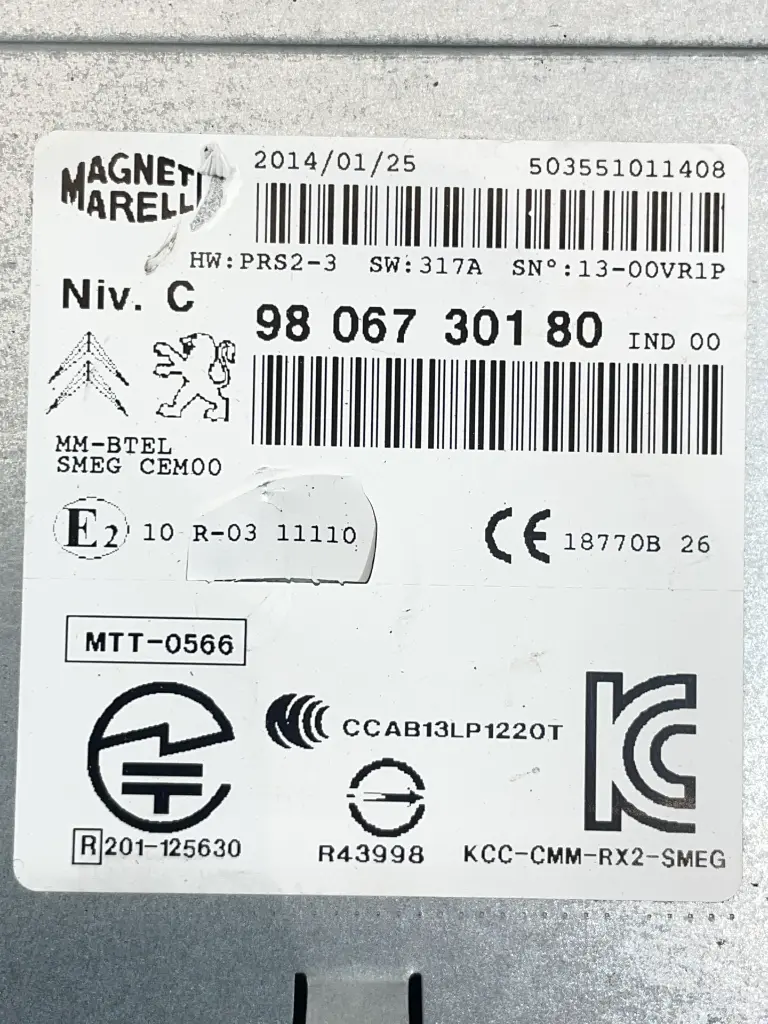 MAGNETI
MARELLI
2014/01/25 503551011408
HW:PRS2-3 SW:317A SN°:13-00VR1P
Niv. C
98 067 301 80 IND 00
MM-BTEL
SMEG CEM00
E2 10 R-03 11110
CE 18770B 26
MTT-0566
CCAB13LP1220T
R 201-125630
R43998
KC
KCC-CMM-RX2-SMEG